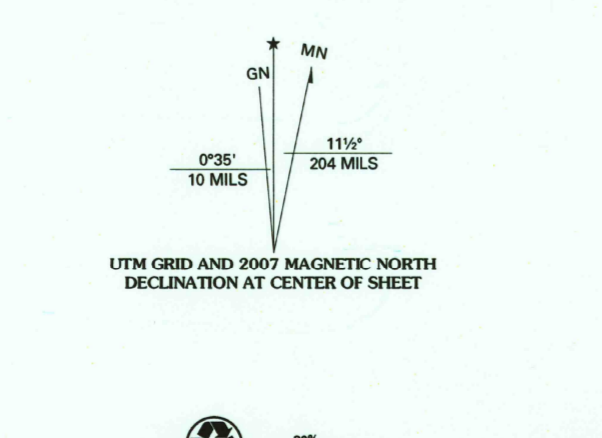 ★
MN
GN
11½°
204 MILS
0°35'
10 MILS
UTM GRID AND 2007 MAGNETIC NORTH
DECLINATION AT CENTER OF SHEET